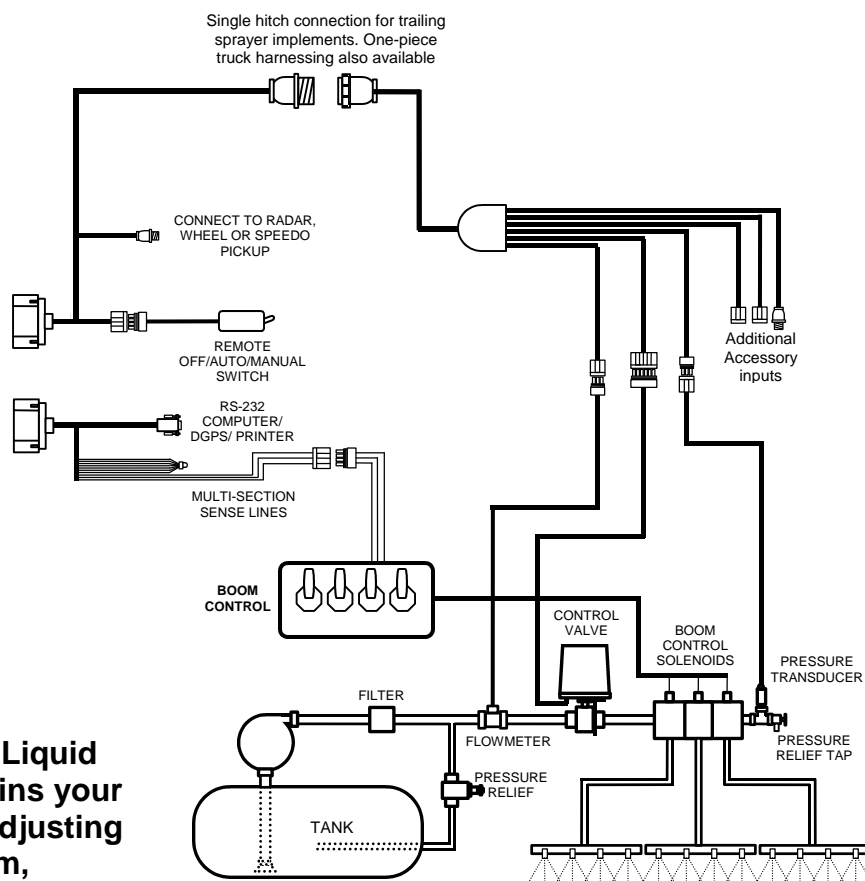 Single hitch connection for trailing
sprayer implements. One-piece
truck harnessing also available
CONNECT TO RADAR,
WHEEL OR SPEEDO
PICKUP
REMOTE
OFF/AUTO/MANUAL
SWITCH
Additional
Accessory
inputs
RS-232
COMPUTER/
DGPS/ PRINTER
MULTI-SECTION
SENSE LINES
BOOM
CONTROL
CONTROL
VALVE
BOOM
CONTROL
SOLENOIDS
PRESSURE
TRANSDUCER
FILTER
FLOWMETER
PRESSURE
RELIEF TAP
PRESSURE
RELIEF
TANK
Liquid
ins your
djusting
m,